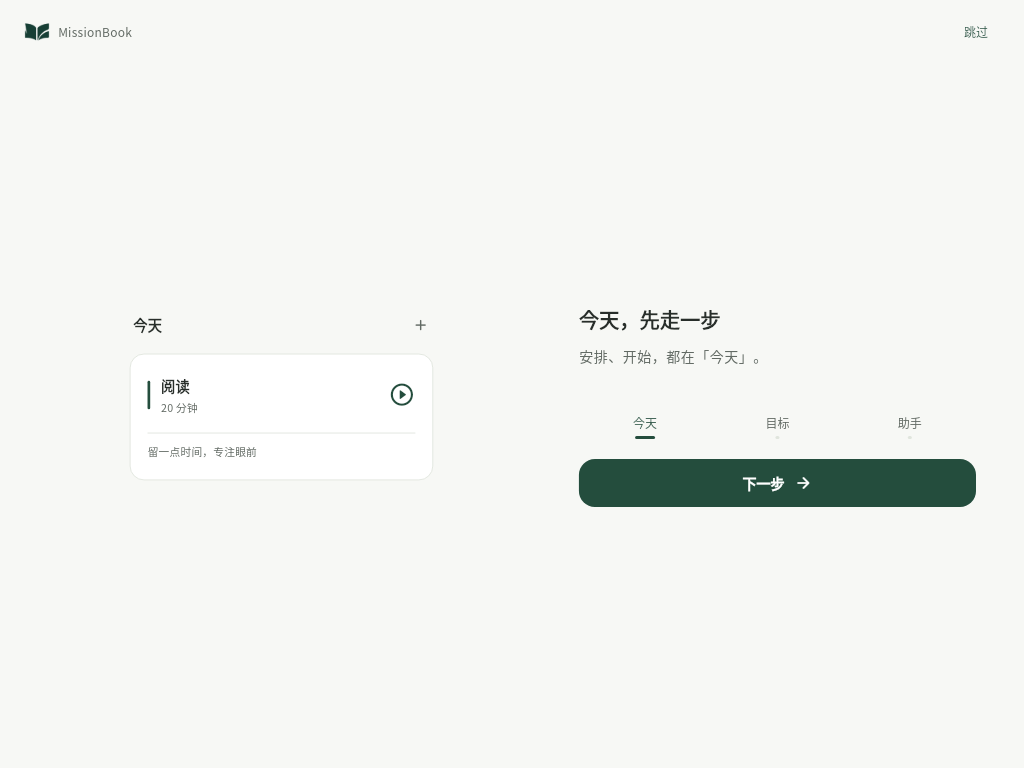 MissionBook
跳过
今天
阅读
20 分钟
留一点时间，专注眼前
今天，先走一步
安排、开始，都在「今天」。
今天
目标
助手
下一步